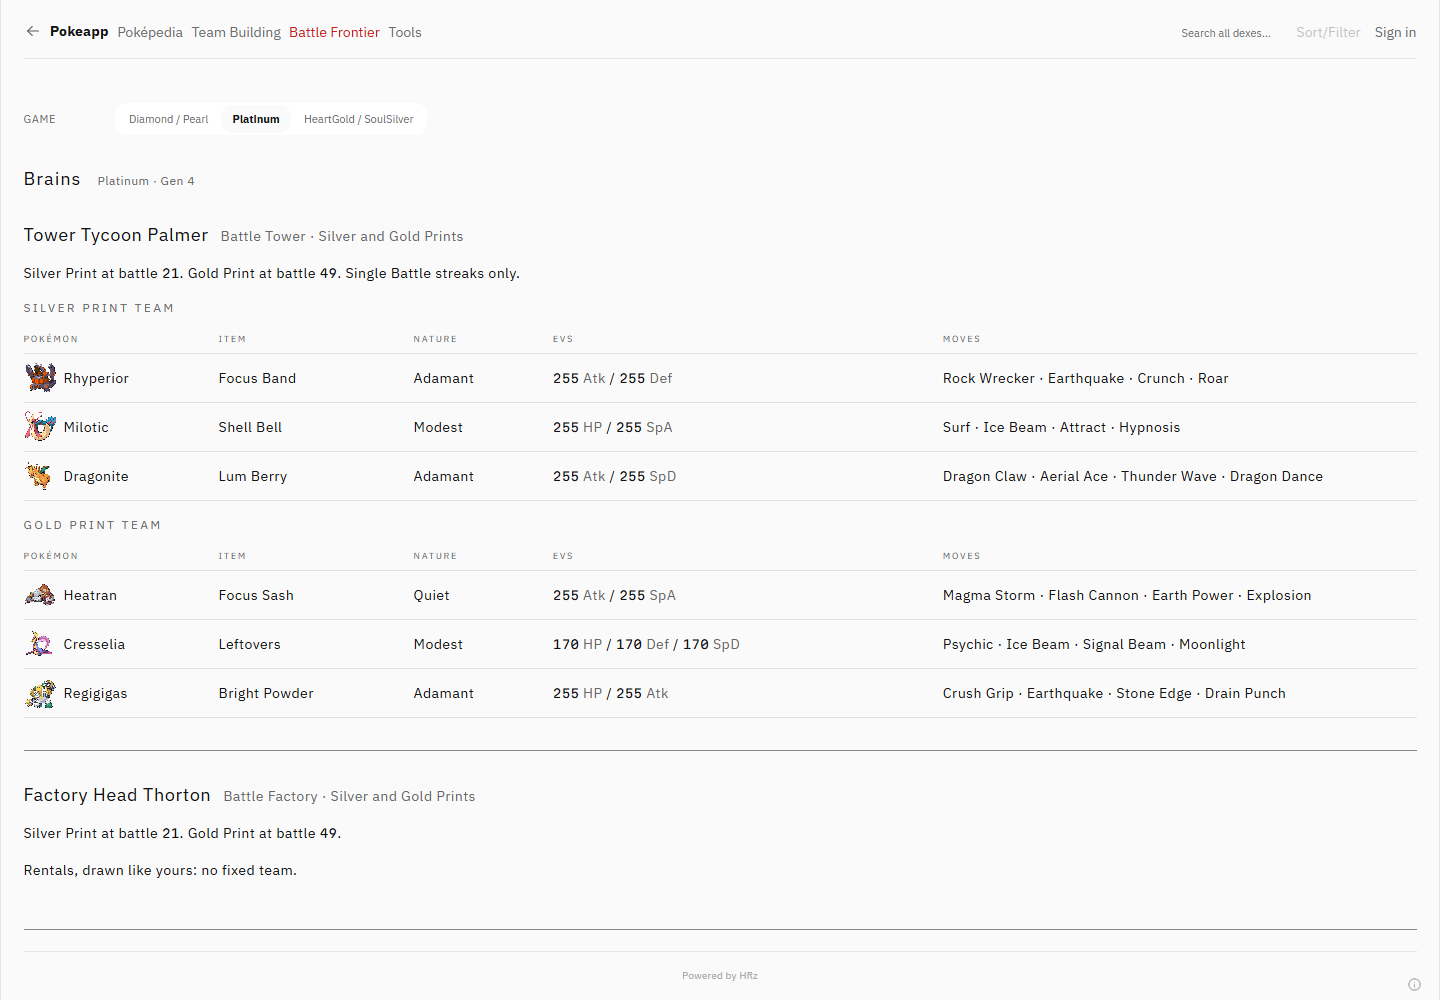 Pokeapp Poképedia Team Building Battle Frontier Tools Search all dexes... Sort/Filter Sign in
GAME Diamond / Pearl Platinum HeartGold / SoulSilver
Brains Platinum · Gen 4
Tower Tycoon Palmer Battle Tower · Silver and Gold Prints
Silver Print at battle 21. Gold Print at battle 49. Single Battle streaks only.
SILVER PRINT TEAM
POKÉMON ITEM NATURE EVS MOVES
Rhyperior Focus Band Adamant 255 Atk / 255 Def Rock Wrecker · Earthquake · Crunch · Roar
Milotic Shell Bell Modest 255 HP / 255 SpA Surf · Ice Beam · Attract · Hypnosis
Dragonite Lum Berry Adamant 255 Atk / 255 SpD Dragon Claw · Aerial Ace · Thunder Wave · Dragon Dance
GOLD PRINT TEAM
POKÉMON ITEM NATURE EVS MOVES
Heatran Focus Sash Quiet 255 Atk / 255 SpA Magma Storm · Flash Cannon · Earth Power · Explosion
Cresselia Leftovers Modest 170 HP / 170 Def / 170 SpD Psychic · Ice Beam · Signal Beam · Moonlight
Regigigas Bright Powder Adamant 255 HP / 255 Atk Crush Grip · Earthquake · Stone Edge · Drain Punch
Factory Head Thorton Battle Factory · Silver and Gold Prints
Silver Print at battle 21. Gold Print at battle 49.
Rentals, drawn like yours: no fixed team.
Powered by HRz